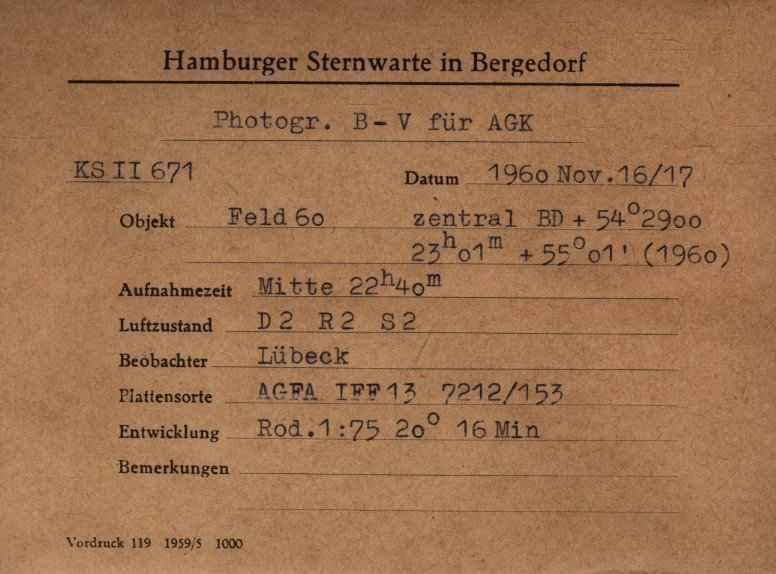 Hamburger Sternwarte in Bergedorf
Photogr. B-V für AGK
KS II 671 Datum 1960 Nov.16/17
Objekt Feld 60 zentral BD + 54°2900
23ʰ01ᵐ +55°01' (1960)
Aufnahmezeit Mitte 22ʰ40ᵐ
Luftzustand D2 R2 S2
Beobachter Lübeck
Plattensorte AGFA IFF13 7212/153
Entwicklung Rod.1:75 20° 16 Min
Bemerkungen
Vordruck 119 1959/5 1000